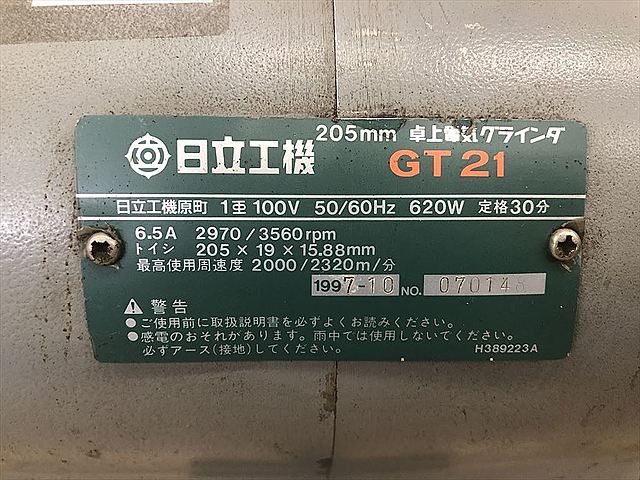 205mm 卓上電気グラインダ
日立工機 GT21
日立工機原町 1亜 100V 50/60Hz 620W 定格30分
6.5A 2970/3560rpm
トイシ 205×19×15.88mm
最高使用周速度 2000/2320m/分
1997-10 NO. 070148
⚠警告
●ご使用前に取扱説明書を必ずよくお読みください。
●感電のおそれがあります。雨中では使用しないでください。
必ずアース(接地)してください。
H389223A